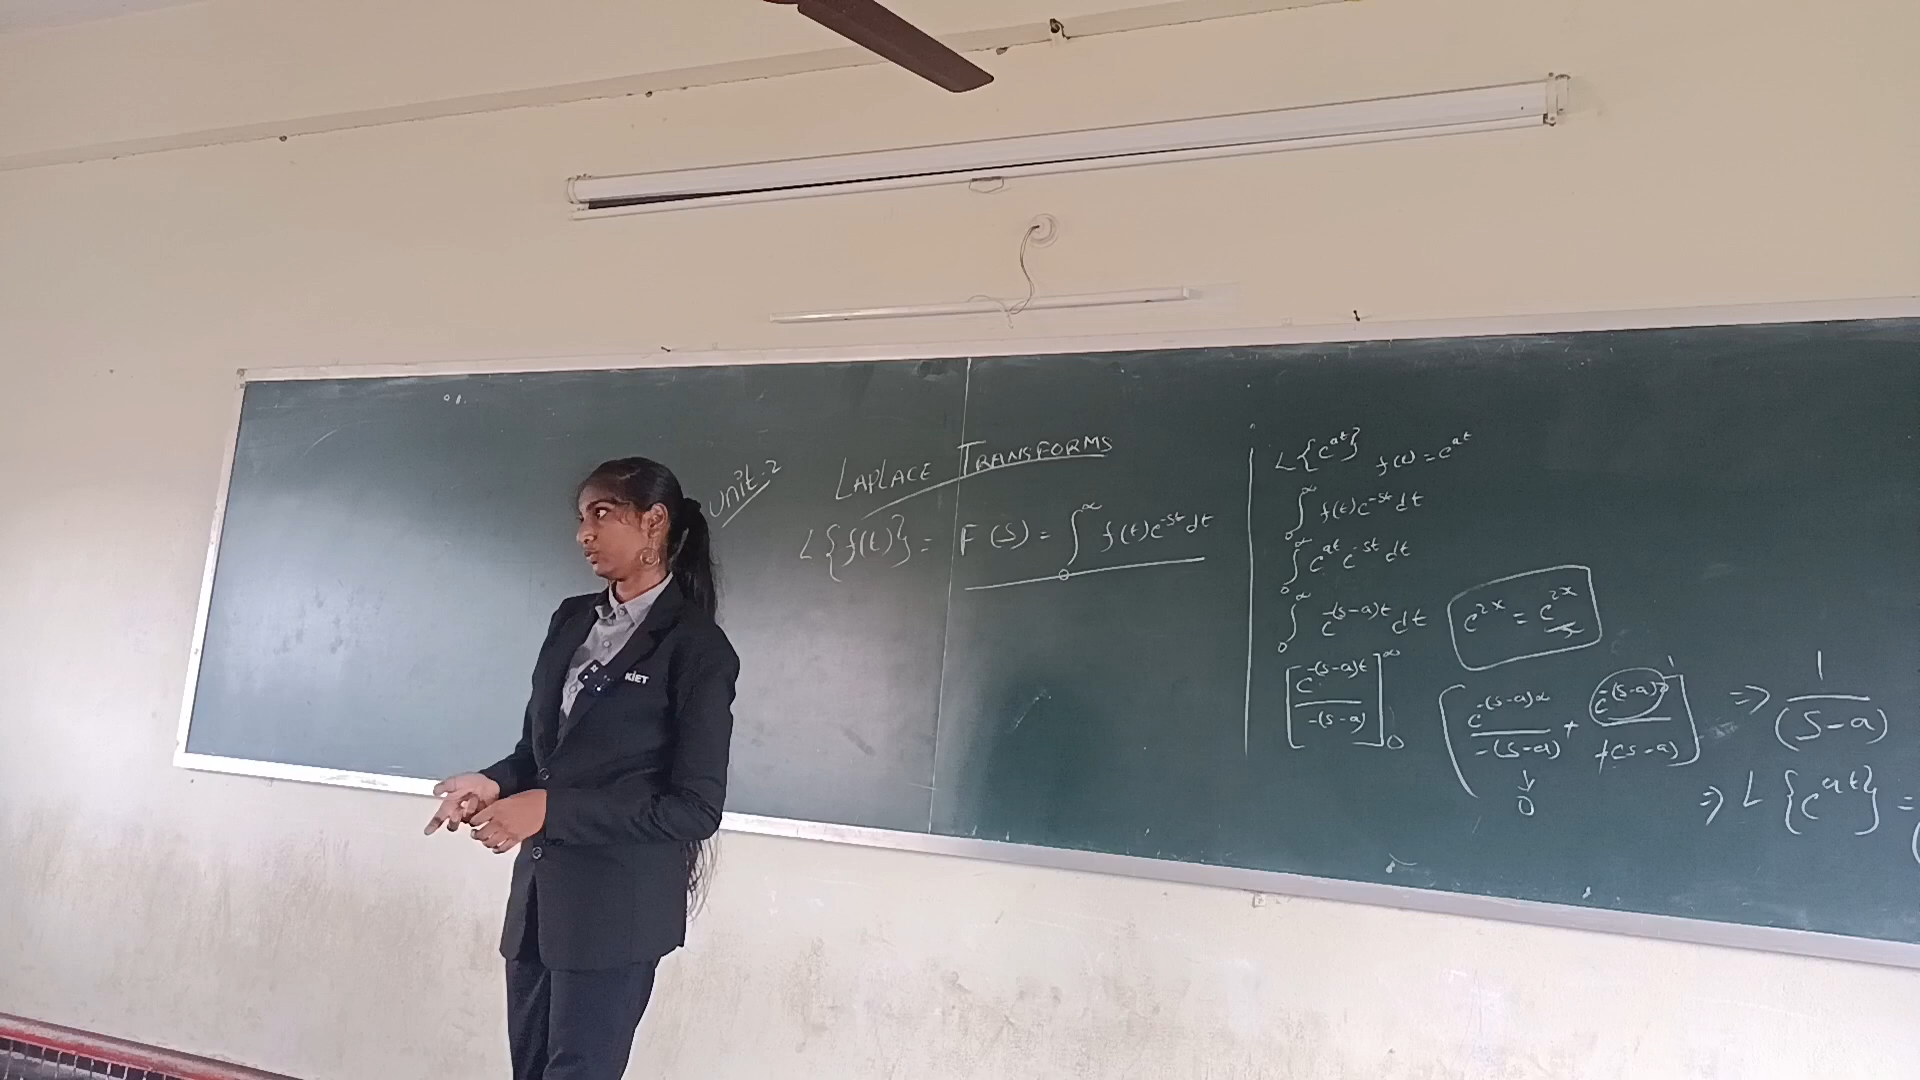 Unit-2
LAPLACE TRANSFORMS
L{f(t)} = F(S) = ∫₀^∞ f(t)e^-st dt
L{e^at} f(t) = e^at
∫₀^∞ f(t)e^-st dt
∫₀^∞ e^at e^-st dt
∫₀^∞ e^-(s-a)t dt
e^2x = e^2x/2
[e^-(s-a)t/-(s-a)]₀^∞
[e^-(s-a)∞/-(s-a) + e^-(s-a)0/+(s-a)] ⇒ 1/(S-a)
1
↓
0
⇒ L{e^at} =
KIET